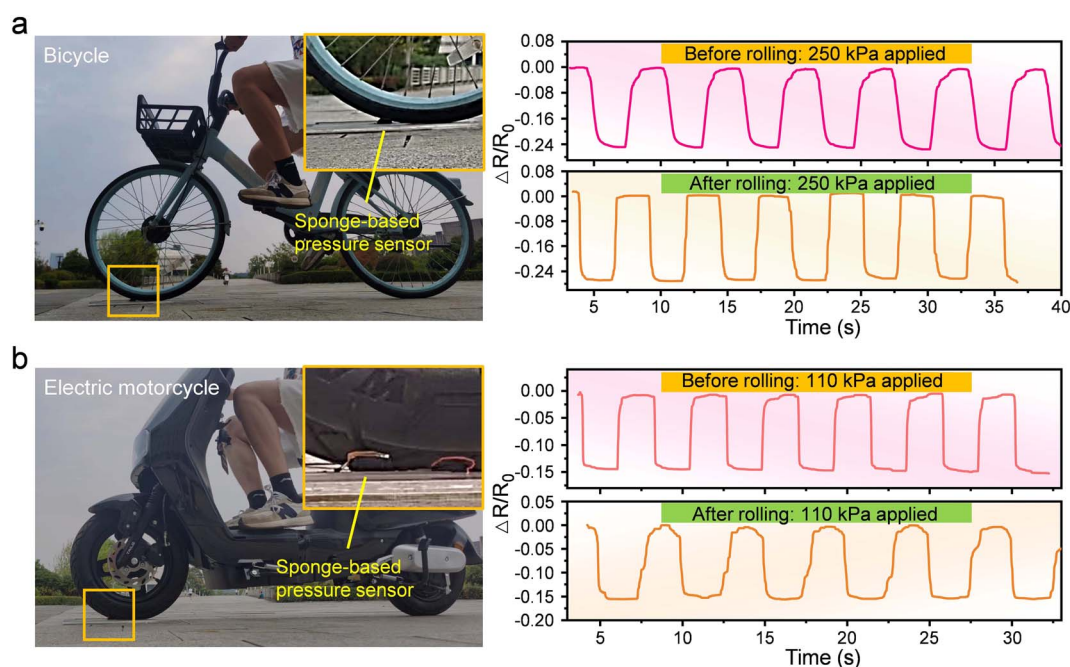 a
Bicycle
Sponge-based
pressure sensor
0.08
0.00
-0.08
-0.16
-0.24
Before rolling: 250 kPa applied
0.08
0.00
-0.08
-0.16
-0.24
After rolling: 250 kPa applied
△R/R0
5
10
15
20
25
30
35
40
Time (s)
b
Electric motorcycle
Sponge-based
pressure sensor
0.00
-0.05
-0.10
-0.15
Before rolling: 110 kPa applied
0.05
0.00
-0.05
-0.10
-0.15
-0.20
After rolling: 110 kPa applied
△R/R0
5
10
15
20
25
30
Time (s)